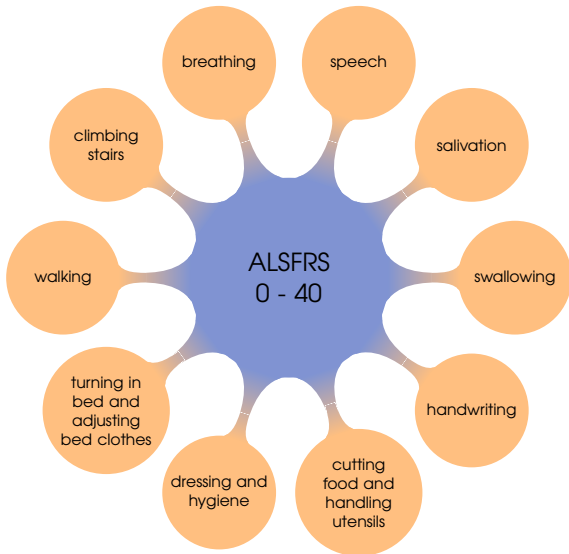 ALSFRS
0 - 40
speech
salivation
swallowing
handwriting
cutting
food and
handling
utensils
dressing and
hygiene
turning in
bed and
adjusting
bed clothes
walking
climbing
stairs
breathing